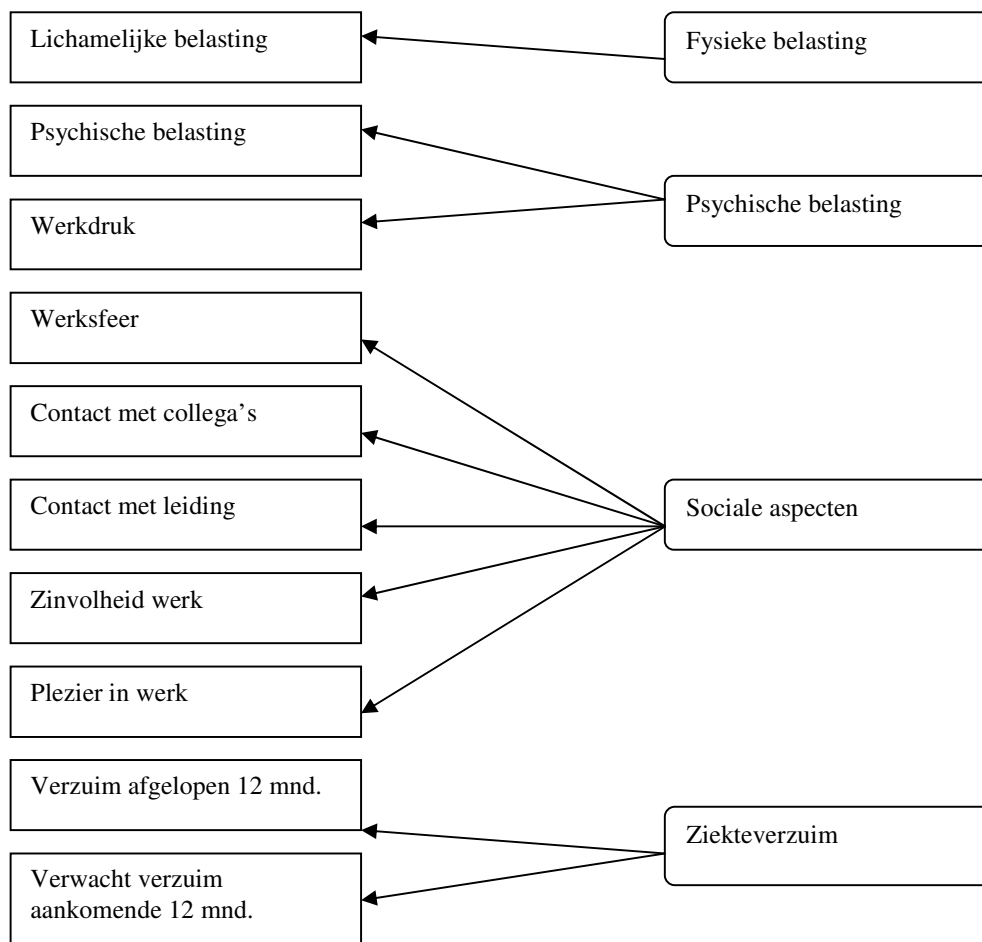 Lichamelijke belasting
Fysieke belasting
Psychische belasting
Psychische belasting
Werkdruk
Werksfeer
Contact met collega’s
Contact met leiding
Sociale aspecten
Zinvolheid werk
Plezier in werk
Verzuim afgelopen 12 mnd.
Ziekteverzuim
Verwacht verzuim
aankomende 12 mnd.